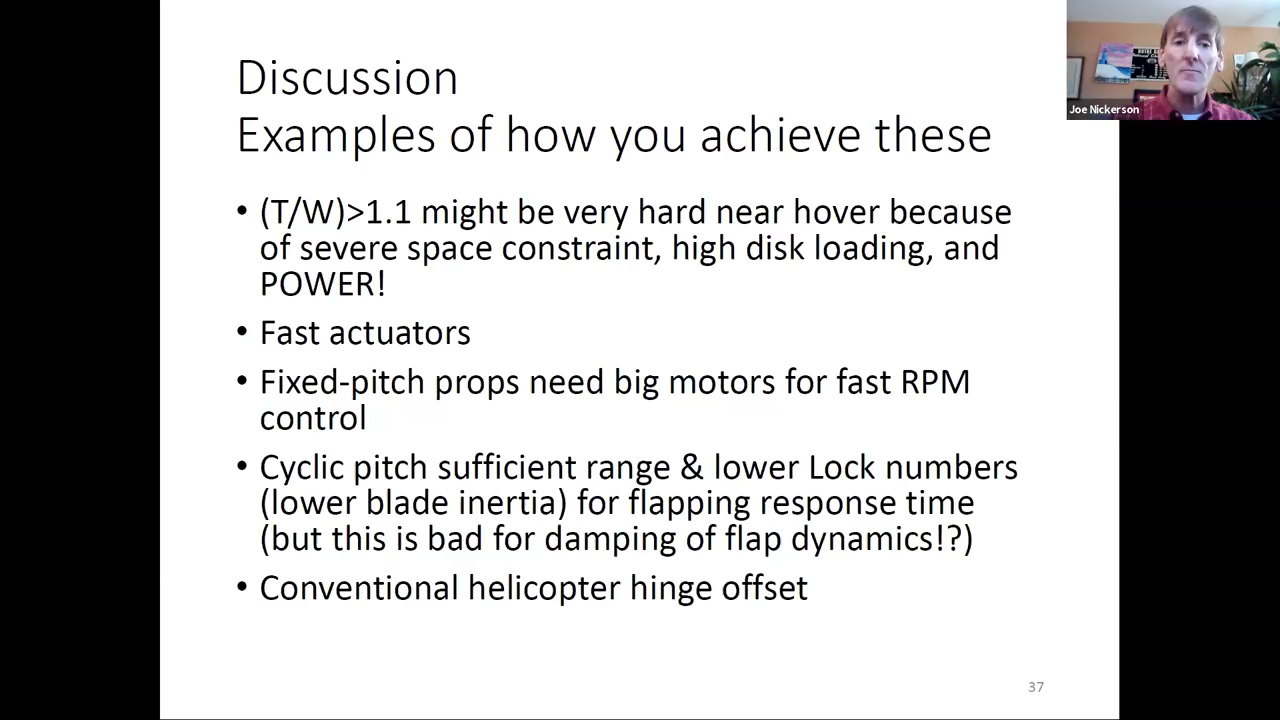 Discussion
Examples of how you achieve these
• (T/W)>1.1 might be very hard near hover because
of severe space constraint, high disk loading, and
POWER!
• Fast actuators
• Fixed-pitch props need big motors for fast RPM
control
• Cyclic pitch sufficient range & lower Lock numbers
(lower blade inertia) for flapping response time
(but this is bad for damping of flap dynamics!?)
• Conventional helicopter hinge offset
37
Joe Nickerson